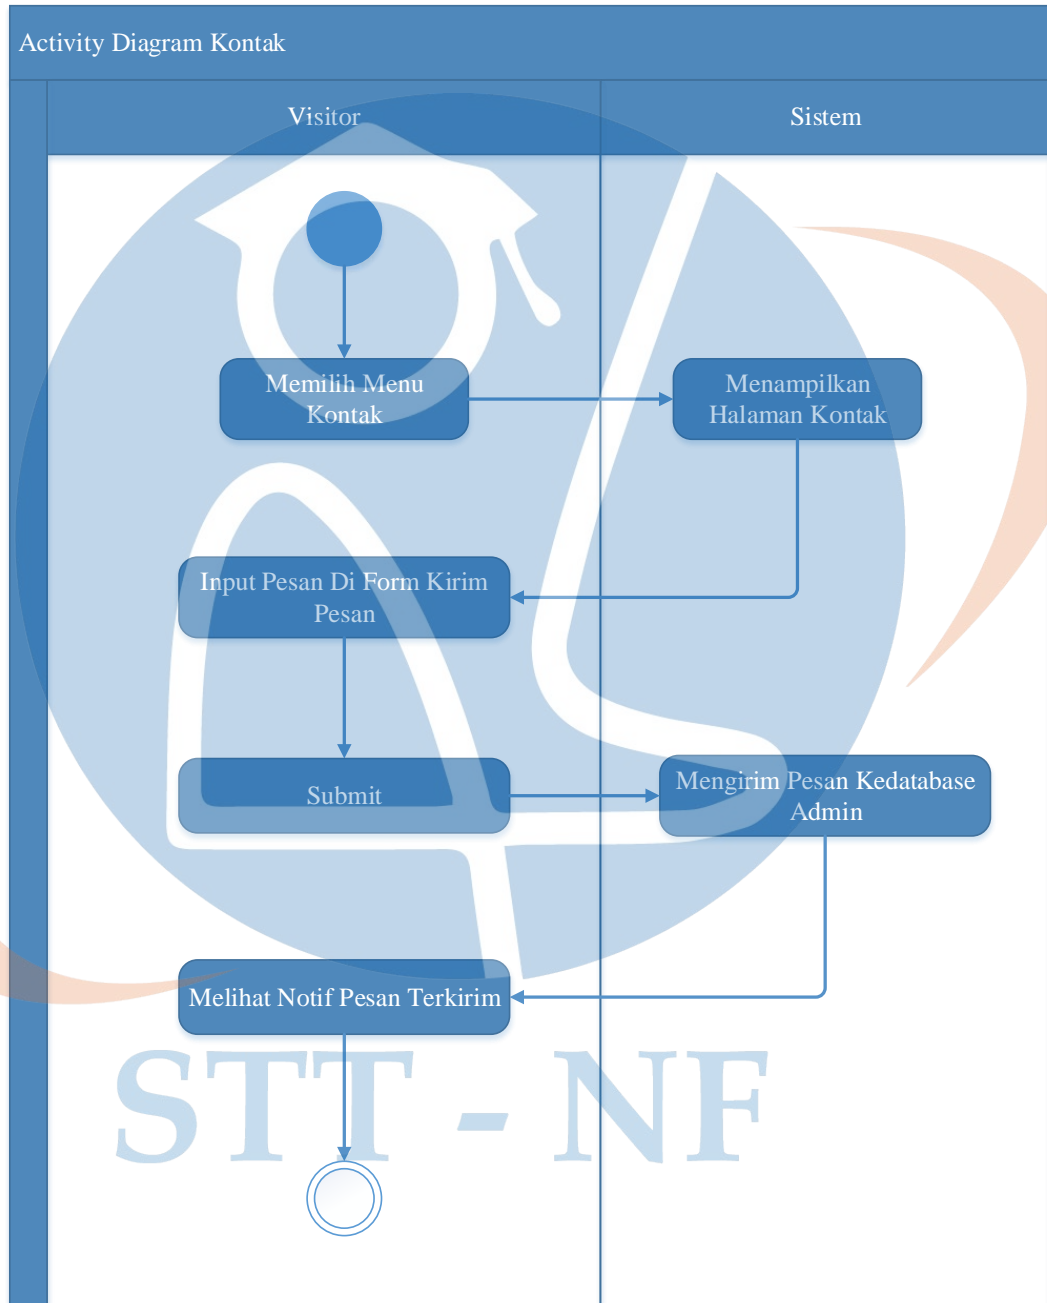 Activity Diagram Kontak
Visitor
Sistem
Memilih Menu
Kontak
Menampilkan
Halaman Kontak
Input Pesan Di Form Kirim
Pesan
Submit
Mengirim Pesan Kedatabase
Admin
Melihat Notif Pesan Terkirim
STT - NF